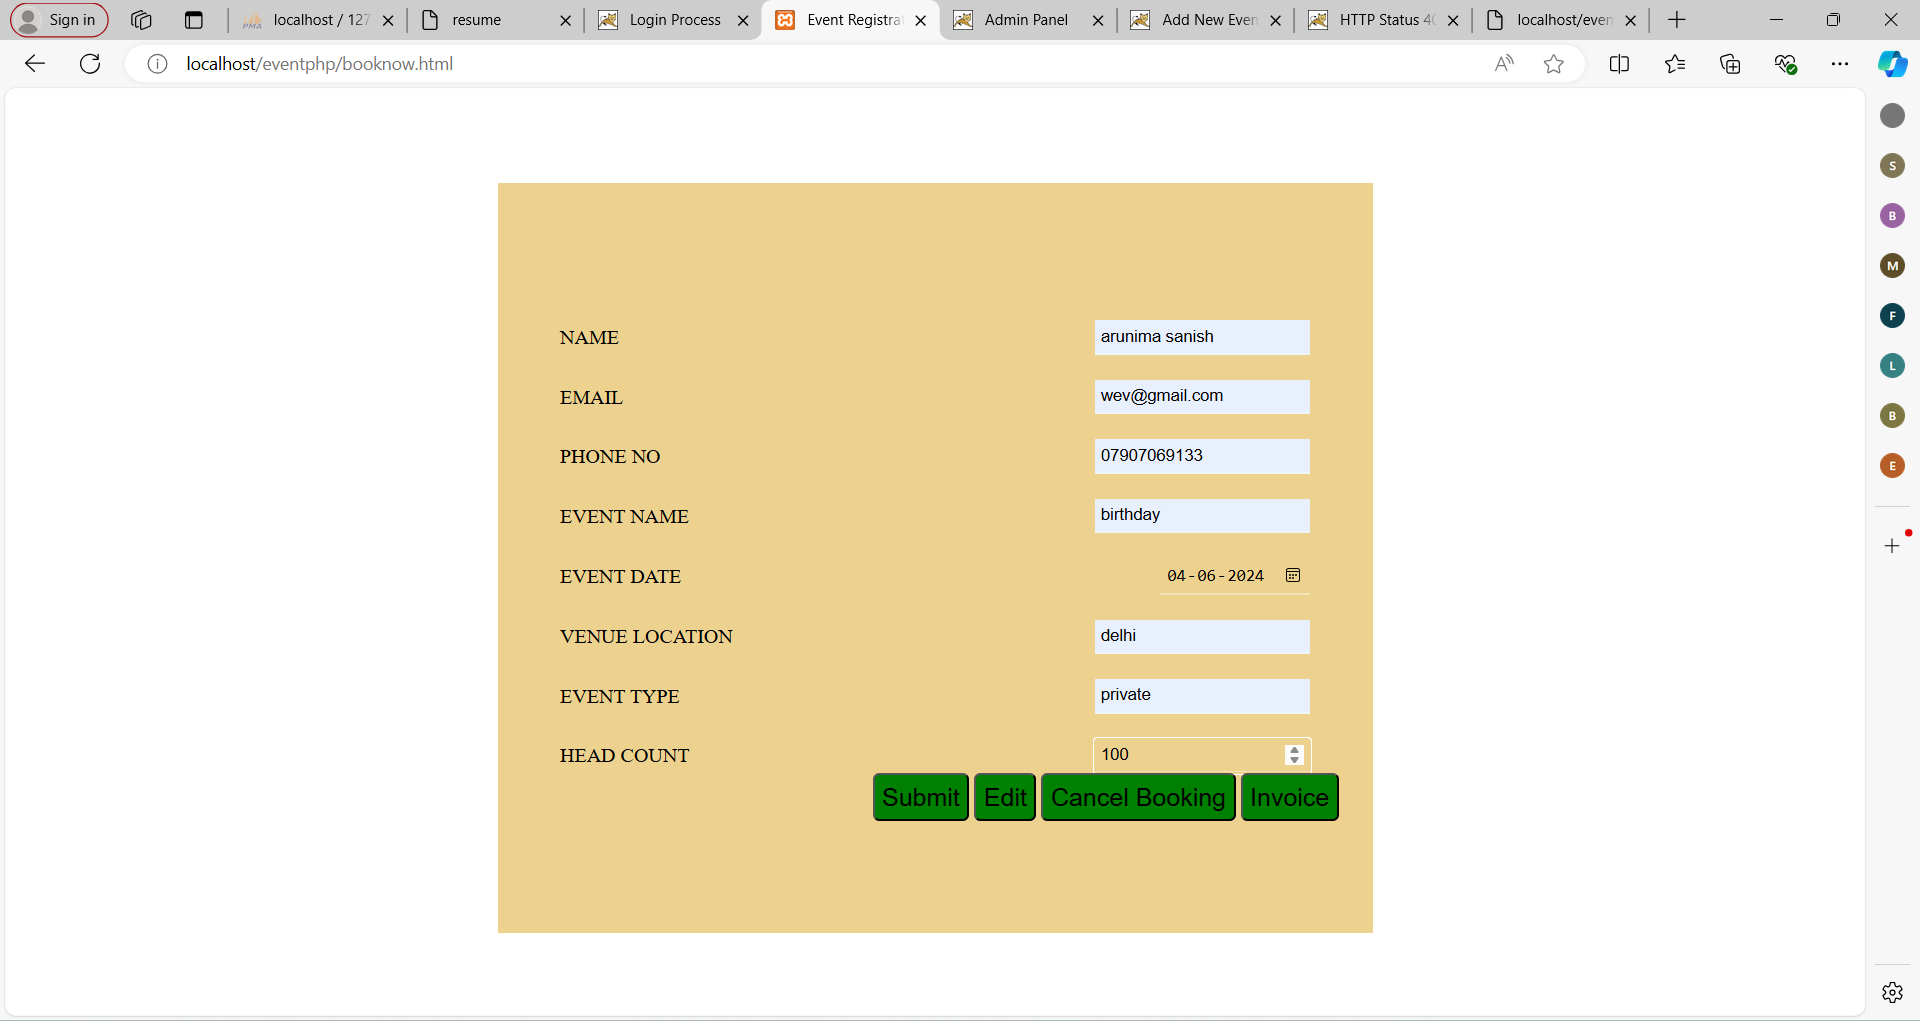 Sign in
PMA
localhost / 127
resume
Login Process
Event Registra
Admin Panel
Add New Even
HTTP Status 40
localhost/even
localhost/eventphp/booknow.html
NAME arunima sanish
EMAIL wev@gmail.com
PHONE NO 07907069133
EVENT NAME birthday
EVENT DATE 04-06-2024
VENUE LOCATION delhi
EVENT TYPE private
HEAD COUNT 100
Submit Edit Cancel Booking Invoice
S
B
M
F
L
B
E